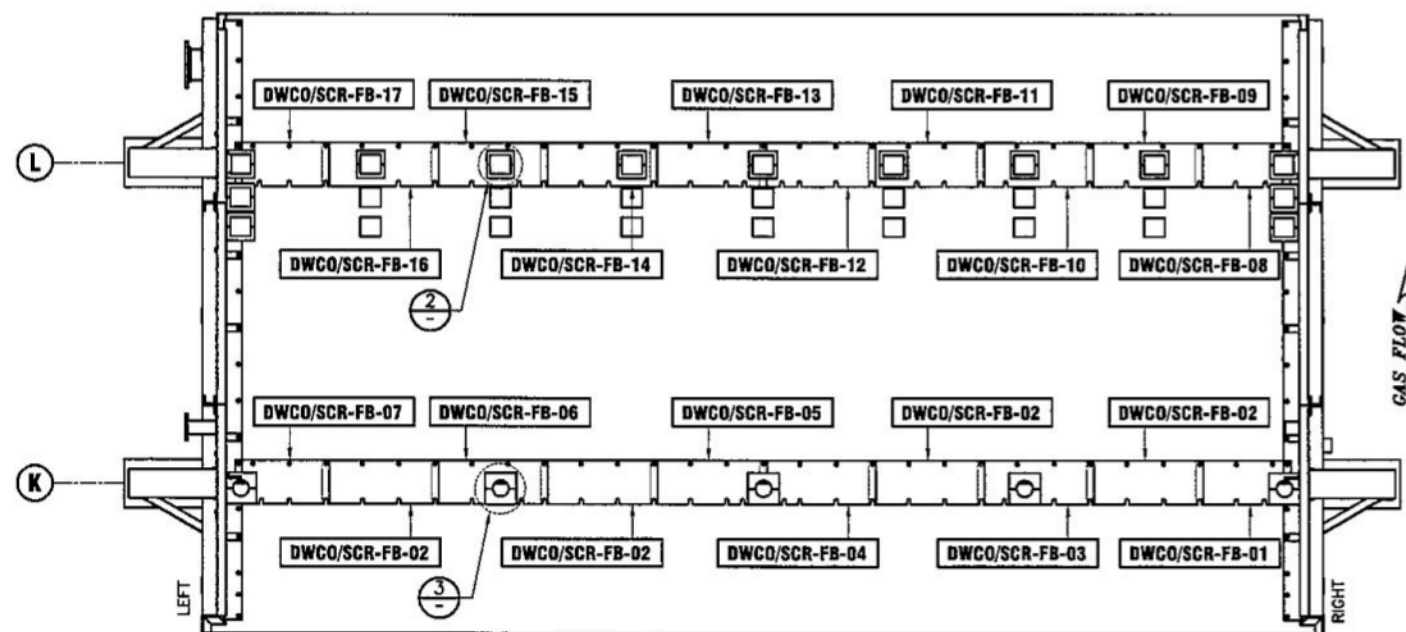 DWCO/SCR-FB-17
DWCO/SCR-FB-15
DWCO/SCR-FB-13
DWCO/SCR-FB-11
DWCO/SCR-FB-09
L
DWCO/SCR-FB-16
DWCO/SCR-FB-14
DWCO/SCR-FB-12
DWCO/SCR-FB-10
DWCO/SCR-FB-08
2
-
GAS FLOW
DWCO/SCR-FB-07
DWCO/SCR-FB-06
DWCO/SCR-FB-05
DWCO/SCR-FB-02
DWCO/SCR-FB-02
K
DWCO/SCR-FB-02
DWCO/SCR-FB-02
DWCO/SCR-FB-04
DWCO/SCR-FB-03
DWCO/SCR-FB-01
3
-
LEFT
RIGHT